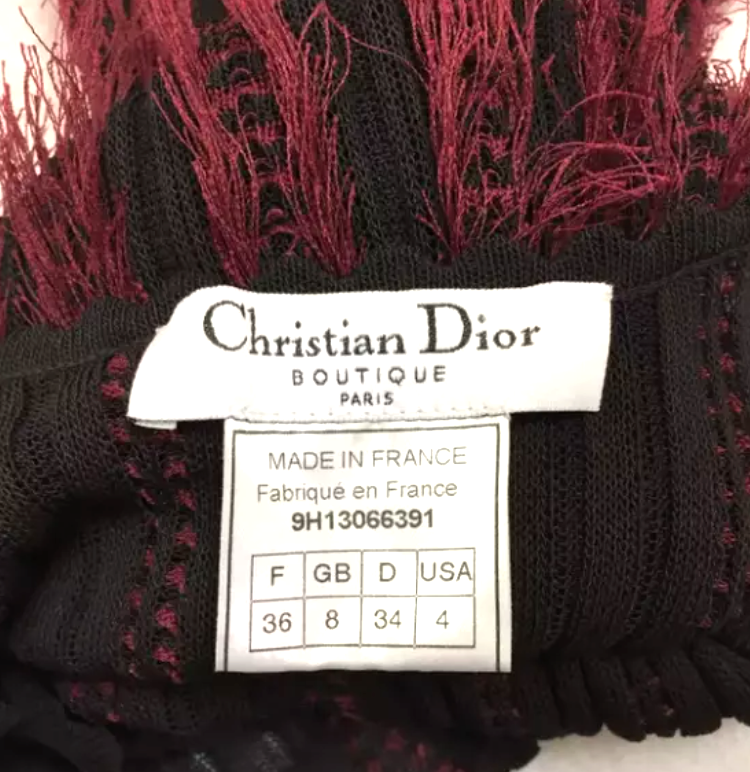 Christian Dior
BOUTIQUE
PARIS
MADE IN FRANCE
Fabriqué en France
9H13066391
F GB D USA
36 8 34 4